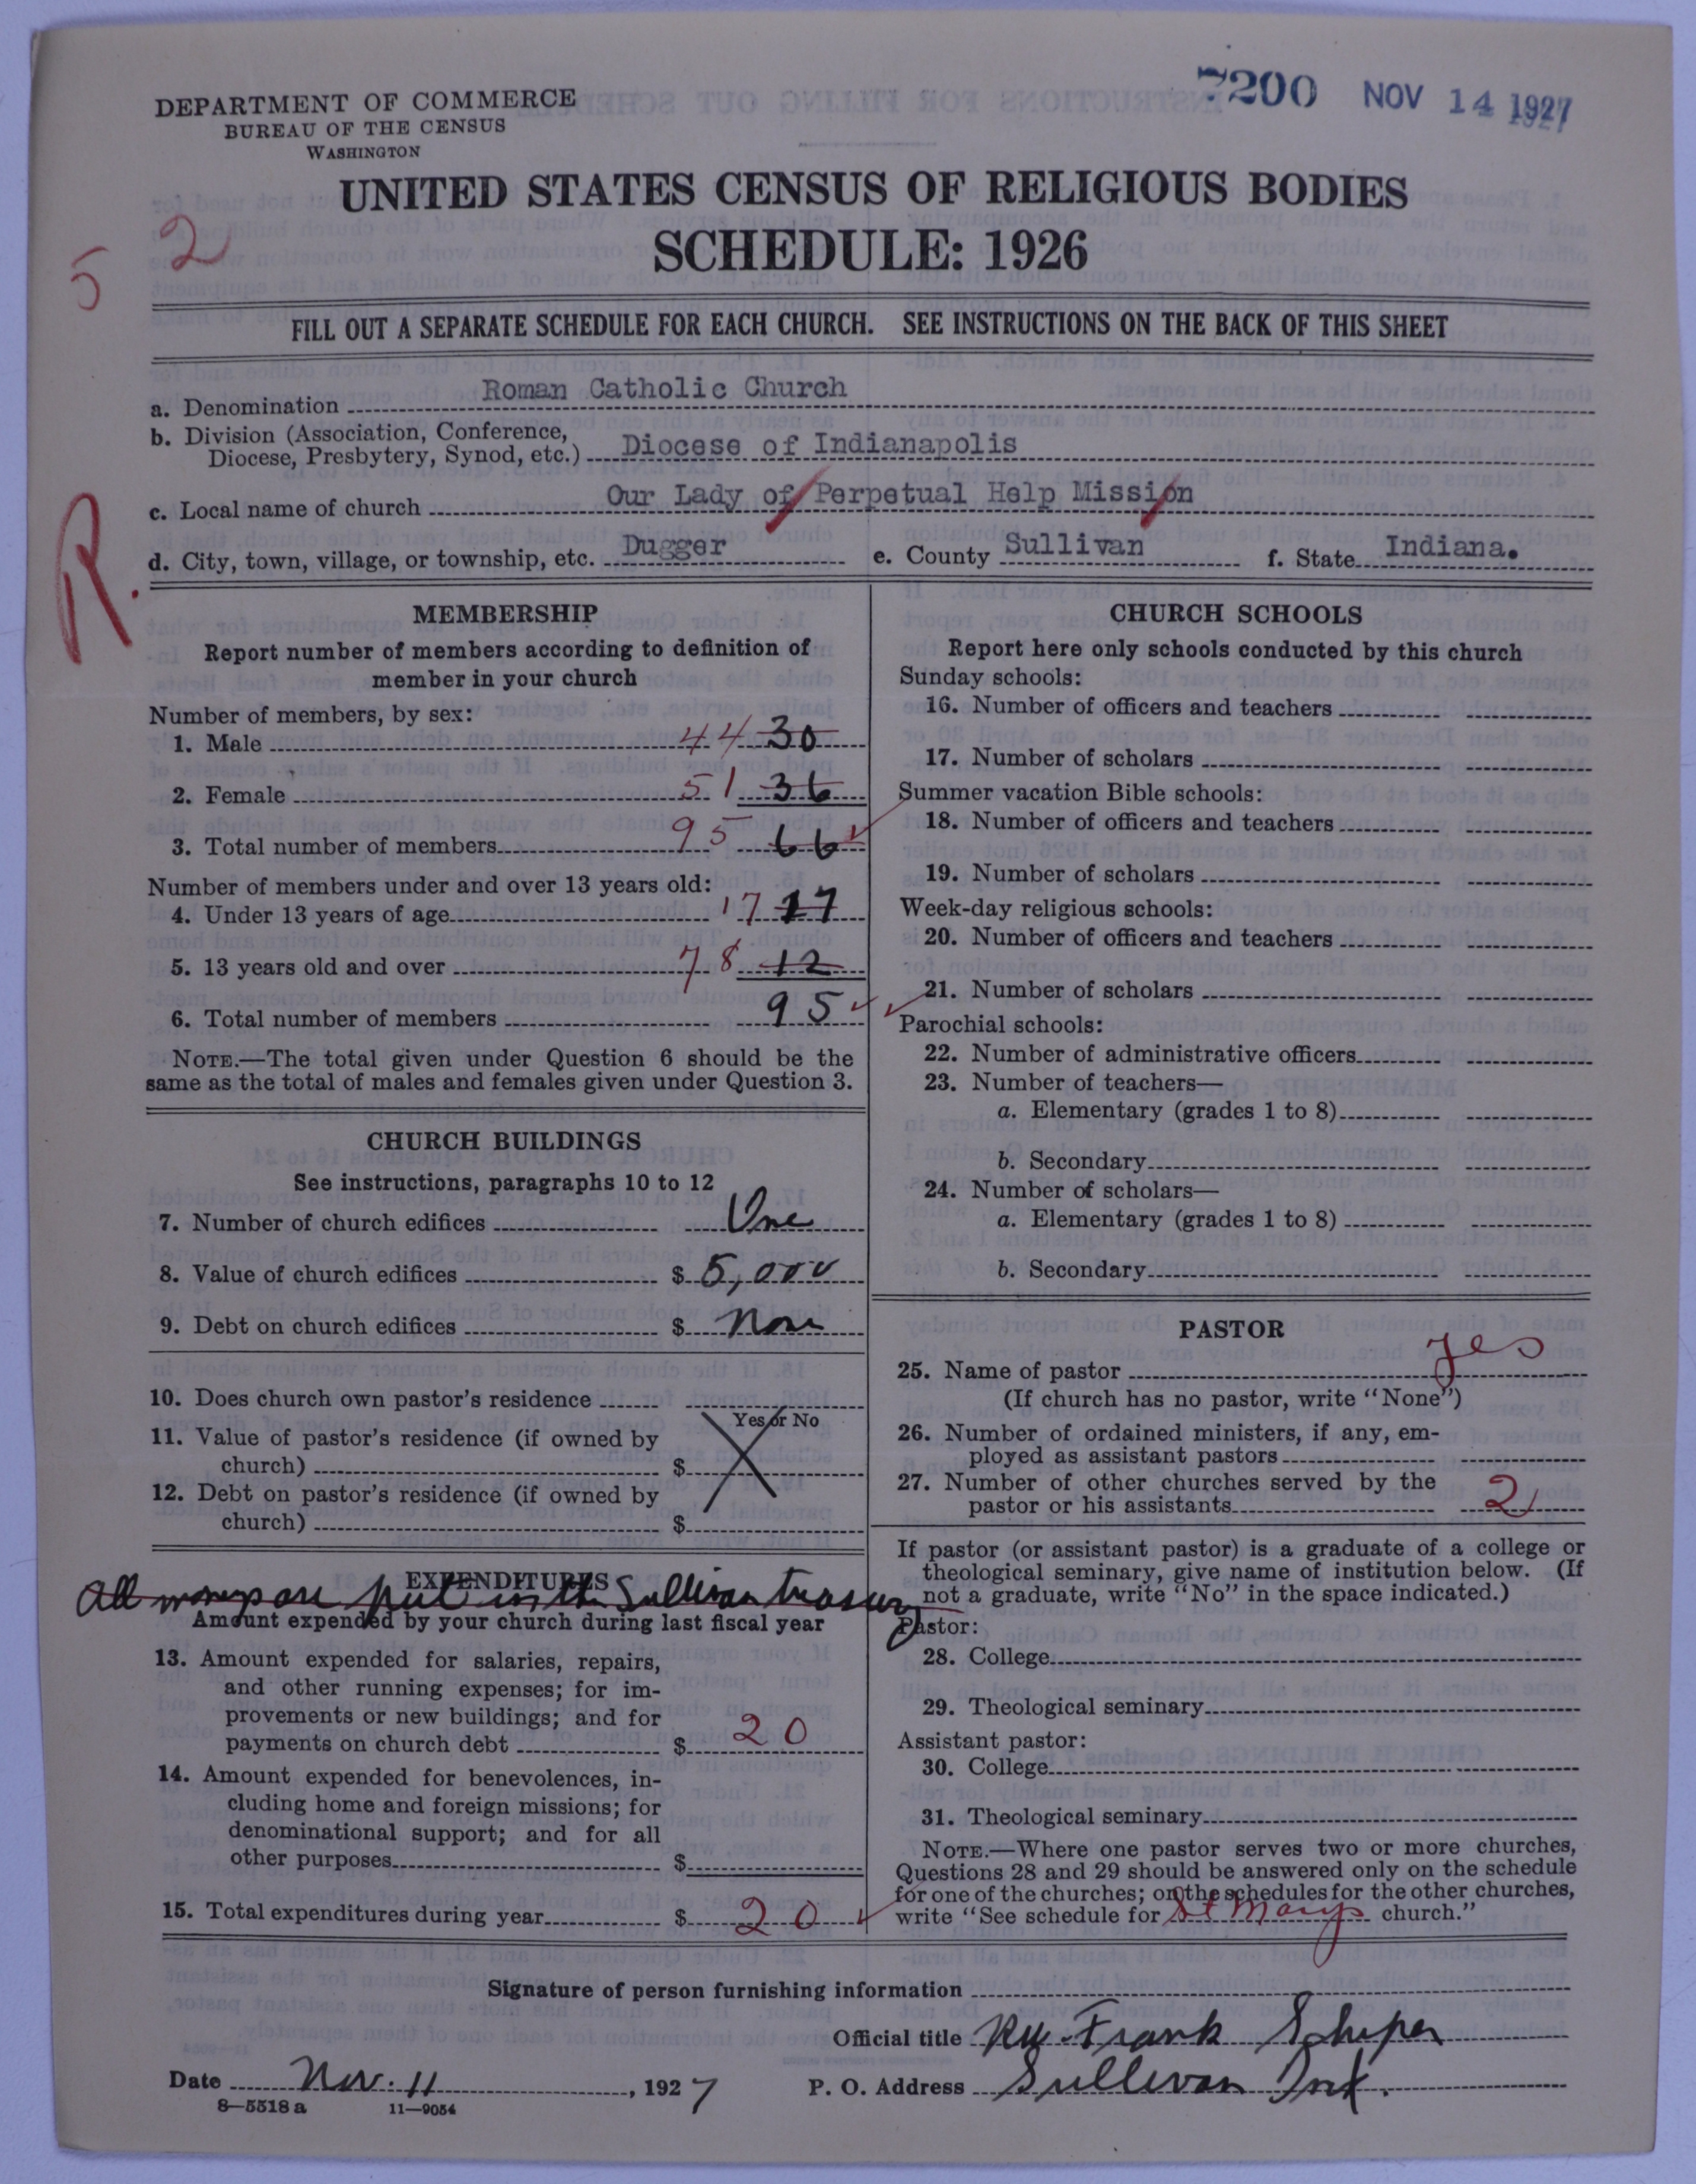 7200 NOV 14 1927
DEPARTMENT OF COMMERCE
BUREAU OF THE CENSUS
WASHINGTON
UNITED STATES CENSUS OF RELIGIOUS BODIES
SCHEDULE: 1926
5 2
FILL OUT A SEPARATE SCHEDULE FOR EACH CHURCH. SEE INSTRUCTIONS ON THE BACK OF THIS SHEET
a. Denomination Roman Catholic Church
b. Division (Association, Conference,
Diocese, Presbytery, Synod, etc.) Diocese of Indianapolis
c. Local name of church Our Lady of Perpetual Help Mission
d. City, town, village, or township, etc. Dugger e. County Sullivan f. State Indiana.
R.
MEMBERSHIP
Report number of members according to definition of
member in your church
Number of members, by sex:
1. Male 44 30
2. Female 51 36
3. Total number of members 95 66
Number of members under and over 13 years old:
4. Under 13 years of age 17 17
5. 13 years old and over 78 12
6. Total number of members 95
NOTE.—The total given under Question 6 should be the
same as the total of males and females given under Question 3.
CHURCH BUILDINGS
See instructions, paragraphs 10 to 12
7. Number of church edifices One
8. Value of church edifices $ 5,000
9. Debt on church edifices $ None
10. Does church own pastor's residence
Yes or No
11. Value of pastor's residence (if owned by
church) $
12. Debt on pastor's residence (if owned by
church) $
EXPENDITURES
All money are put in the Sullivan treasury
Amount expended by your church during last fiscal year
13. Amount expended for salaries, repairs,
and other running expenses; for im-
provements or new buildings; and for
payments on church debt $ 20
14. Amount expended for benevolences, in-
cluding home and foreign missions; for
denominational support; and for all
other purposes $
15. Total expenditures during year $ 20
CHURCH SCHOOLS
Report here only schools conducted by this church
Sunday schools:
16. Number of officers and teachers
17. Number of scholars
Summer vacation Bible schools:
18. Number of officers and teachers
19. Number of scholars
Week-day religious schools:
20. Number of officers and teachers
21. Number of scholars
Parochial schools:
22. Number of administrative officers
23. Number of teachers—
a. Elementary (grades 1 to 8)
b. Secondary
24. Number of scholars—
a. Elementary (grades 1 to 8)
b. Secondary
PASTOR
25. Name of pastor yes
(If church has no pastor, write "None")
26. Number of ordained ministers, if any, em-
ployed as assistant pastors
27. Number of other churches served by the
pastor or his assistants 2
If pastor (or assistant pastor) is a graduate of a college or
theological seminary, give name of institution below. (If
not a graduate, write "No" in the space indicated.)
Pastor:
28. College
29. Theological seminary
Assistant pastor:
30. College
31. Theological seminary
NOTE.—Where one pastor serves two or more churches,
Questions 28 and 29 should be answered only on the schedule
for one of the churches; on the schedules for the other churches,
write "See schedule for St Marys church."
Signature of person furnishing information
Official title Rev. Frank Schiper
Date Nov. 11, 1927 P. O. Address Sullivan Ind.
8—5518 a 11—9054